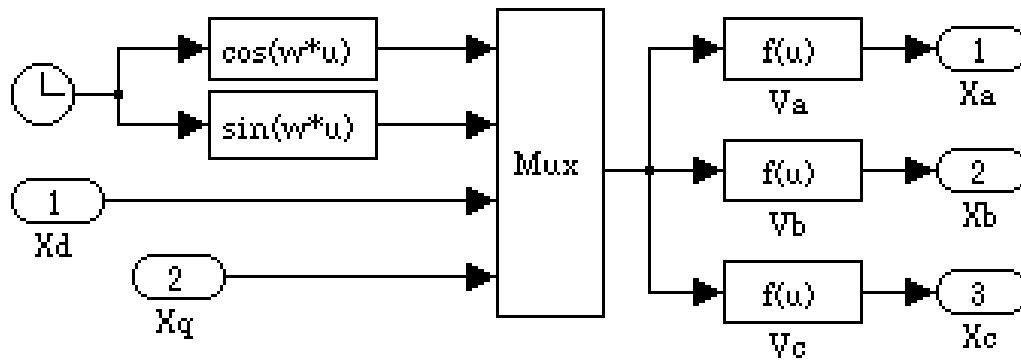 cos(w*u)
sin(w*u)
1
Xd
2
Xq
Mux
f(u)
Va
f(u)
Vb
f(u)
Vc
1
Xa
2
Xb
3
Xc